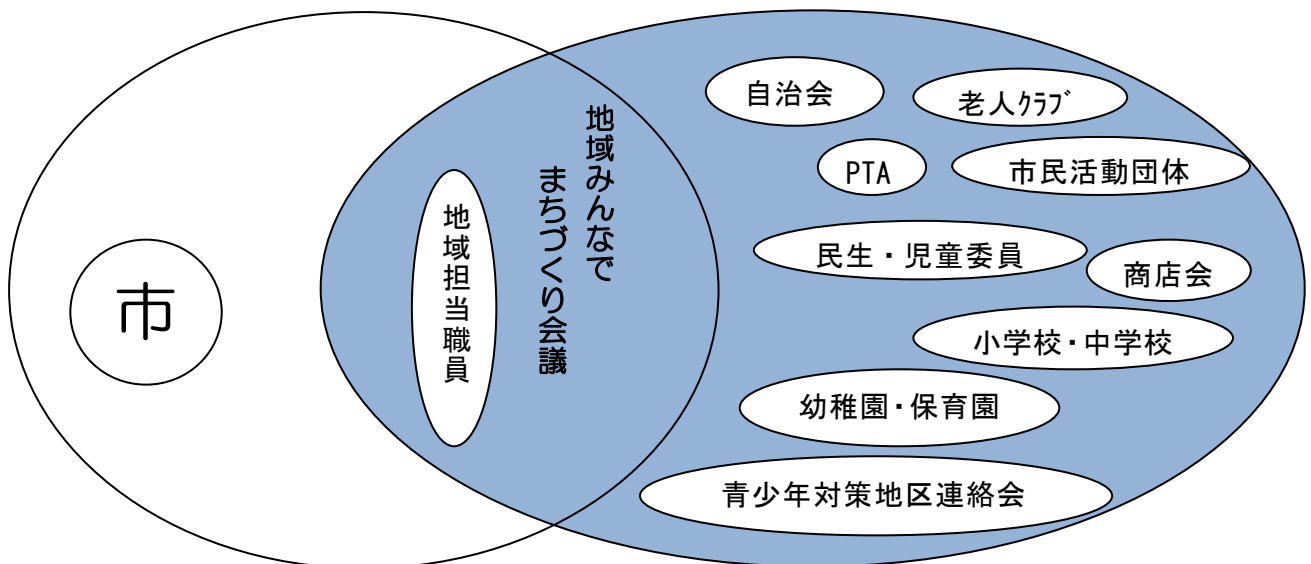 市
地域担当職員
地域みんなで
まちづくり会議
自治会
老人ｸﾗﾌﾞ
PTA
市民活動団体
民生・児童委員
商店会
小学校・中学校
幼稚園・保育園
青少年対策地区連絡会